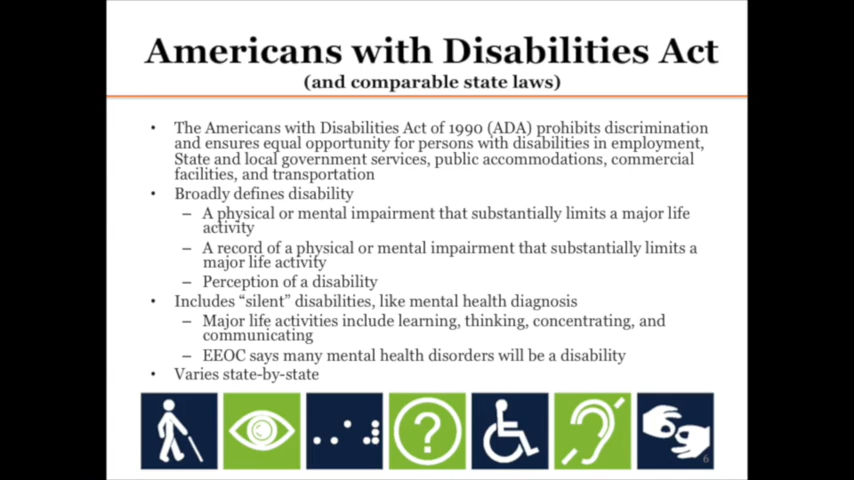 Americans with Disabilities Act
(and comparable state laws)
• The Americans with Disabilities Act of 1990 (ADA) prohibits discrimination
and ensures equal opportunity for persons with disabilities in employment,
State and local government services, public accommodations, commercial
facilities, and transportation
• Broadly defines disability
– A physical or mental impairment that substantially limits a major life
activity
– A record of a physical or mental impairment that substantially limits a
major life activity
– Perception of a disability
• Includes “silent” disabilities, like mental health diagnosis
– Major life activities include learning, thinking, concentrating, and
communicating
– EEOC says many mental health disorders will be a disability
• Varies state-by-state
?
6